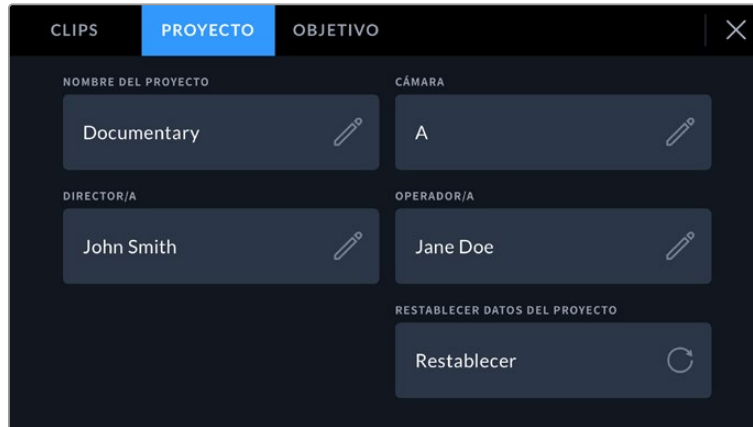 CLIPS PROYECTO OBJETIVO
NOMBRE DEL PROYECTO
Documentary
CÁMARA
A
DIRECTOR/A
John Smith
OPERADOR/A
Jane Doe
RESTABLECER DATOS DEL PROYECTO
Restablecer